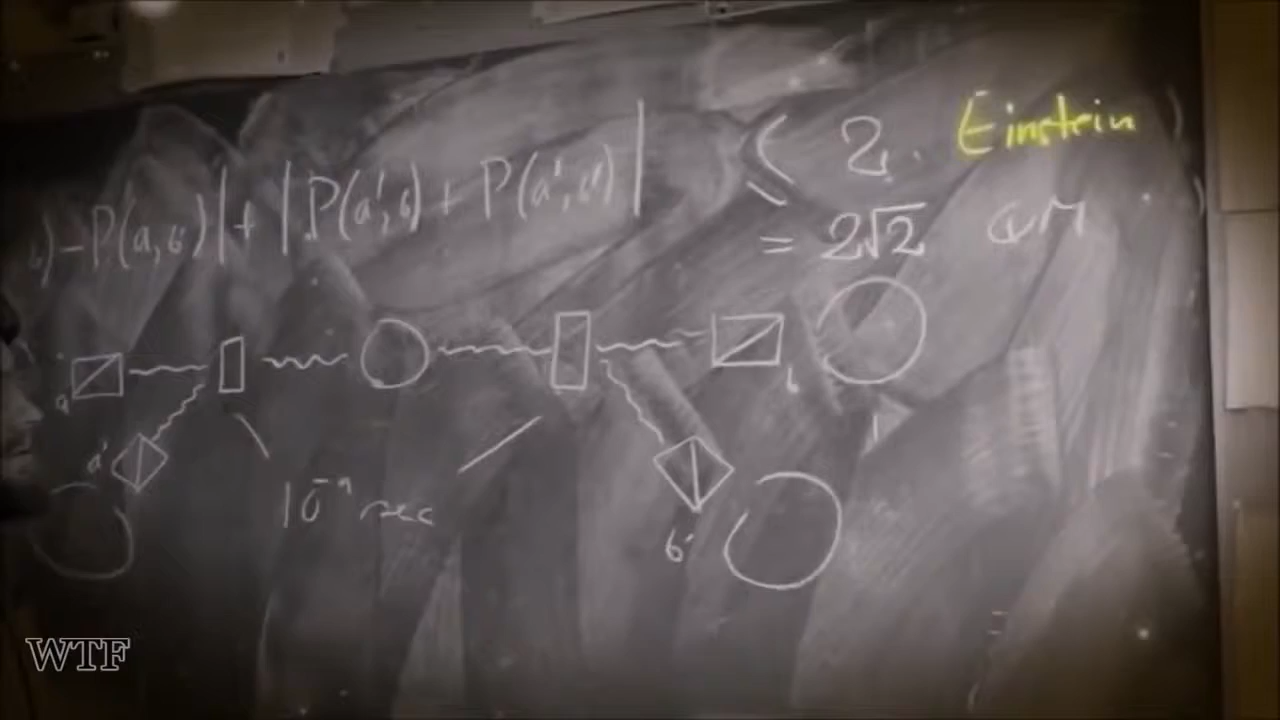 b) - P(a, b') | + | P(a', b) + P(a', b') | ≤ 2. Einstein
= 2√2 QM
a
b
a'
10⁻⁹ sec
b'
WTF